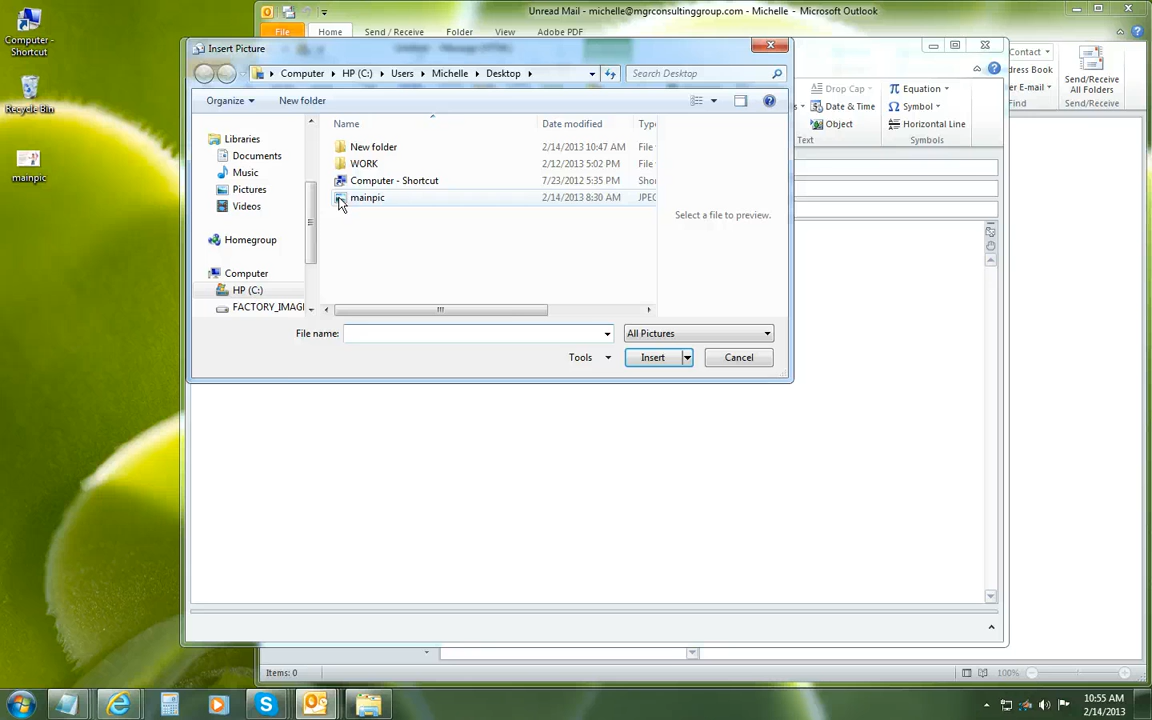 Computer - Shortcut
Recycle Bin
mainpic
Unread Mail - michelle@mgrconsultinggroup.com - Michelle - Microsoft Outlook
File Home Send / Receive Folder View Adobe PDF
Insert Picture
Computer HP (C:) Users Michelle Desktop
Search Desktop
Organize New folder
Name Date modified Type
Libraries
Documents
Music
Pictures
Videos
Homegroup
Computer
HP (C:)
FACTORY_IMAG
New folder 2/14/2013 10:47 AM File
WORK 2/12/2013 5:02 PM File
Computer - Shortcut 7/23/2012 5:35 PM Sho
mainpic 2/14/2013 8:30 AM JPEG
Select a file to preview.
File name:
All Pictures
Tools Insert Cancel
Drop Cap
Date & Time
Object
Equation
Symbol
Horizontal Line
Text
Symbols
Contact
dress Book
er E-mail
Find
Send/Receive
All Folders
Send/Receive
Items: 0
100%
10:55 AM
2/14/2013